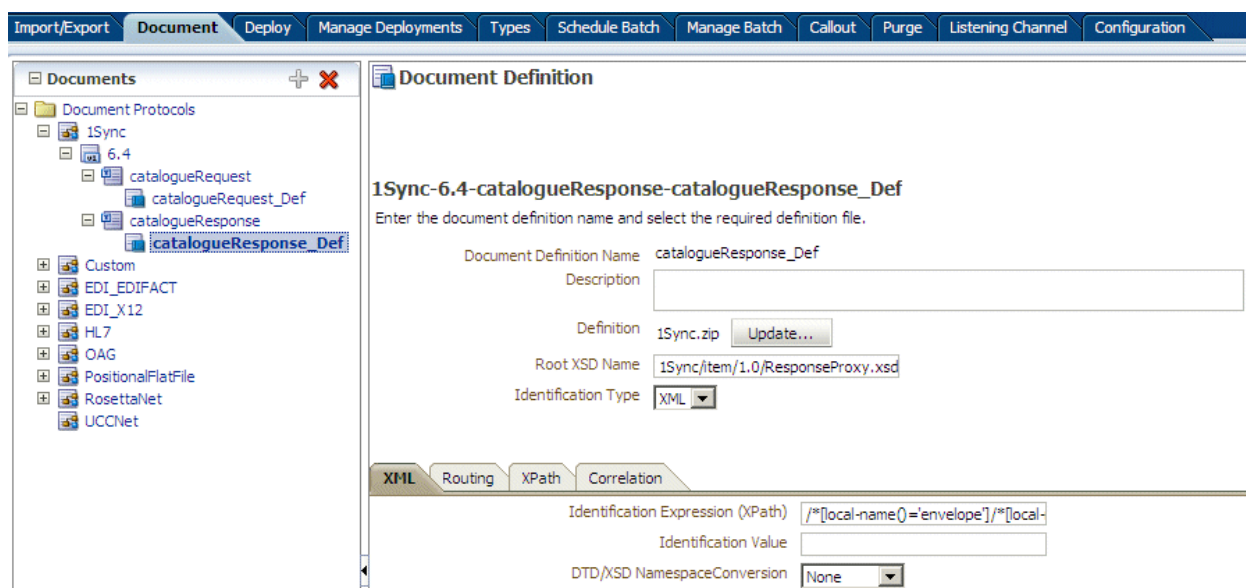 Import/Export Document Deploy Manage Deployments Types Schedule Batch Manage Batch Callout Purge Listening Channel Configuration
Documents
Document Protocols
1Sync
6.4
catalogueRequest
catalogueRequest_Def
catalogueResponse
catalogueResponse_Def
Custom
EDI_EDIFACT
EDI_X12
HL7
OAG
PositionalFlatFile
RosettaNet
UCCNet
Document Definition
1Sync-6.4-catalogueResponse-catalogueResponse_Def
Enter the document definition name and select the required definition file.
Document Definition Name catalogueResponse_Def
Description
Definition 1Sync.zip Update...
Root XSD Name 1Sync/item/1.0/ResponseProxy.xsd
Identification Type XML
XML Routing XPath Correlation
Identification Expression (XPath) /*[local-name()='envelope']/*[local-
Identification Value
DTD/XSD NamespaceConversion None